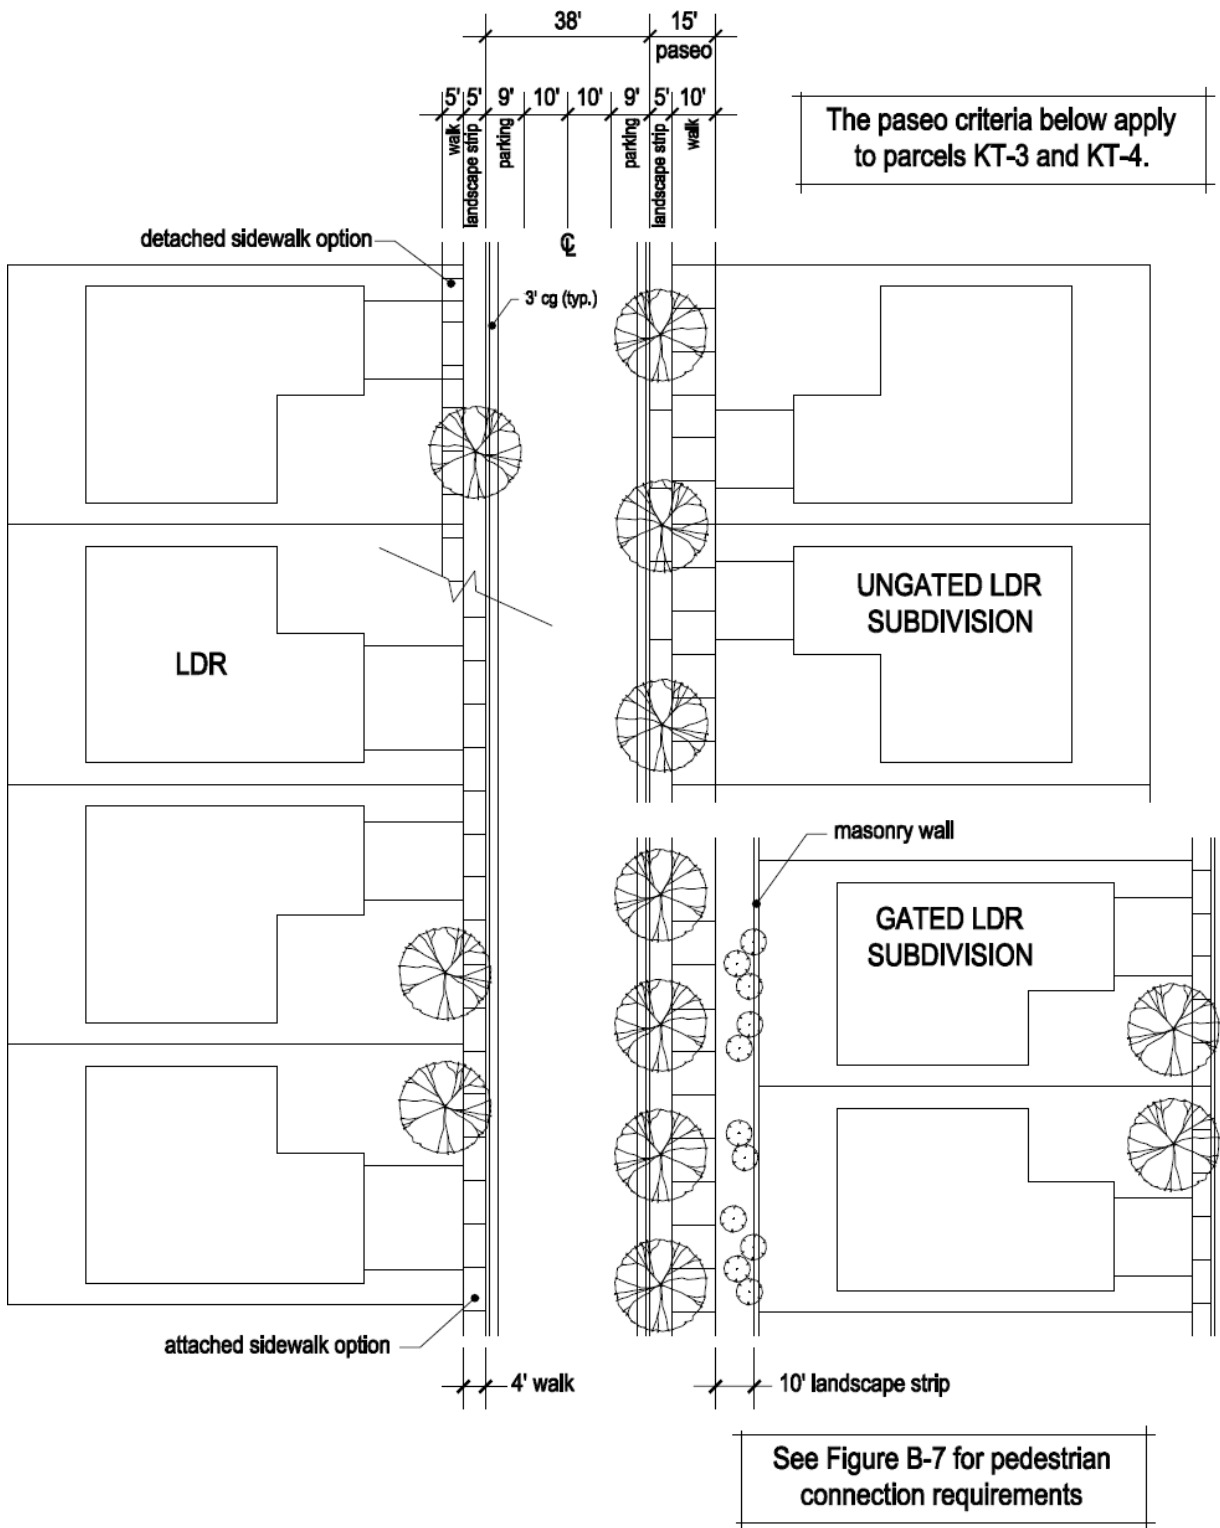 38' 15'
paseo
5' 5' 9' 10' 10' 9' 5' 10'
walk
landscape strip
parking
parking
landscape strip
walk
The paseo criteria below apply
to parcels KT-3 and KT-4.
detached sidewalk option
℄
3' cg (typ.)
UNGATED LDR
SUBDIVISION
LDR
masonry wall
GATED LDR
SUBDIVISION
attached sidewalk option
4' walk
10' landscape strip
See Figure B-7 for pedestrian
connection requirements